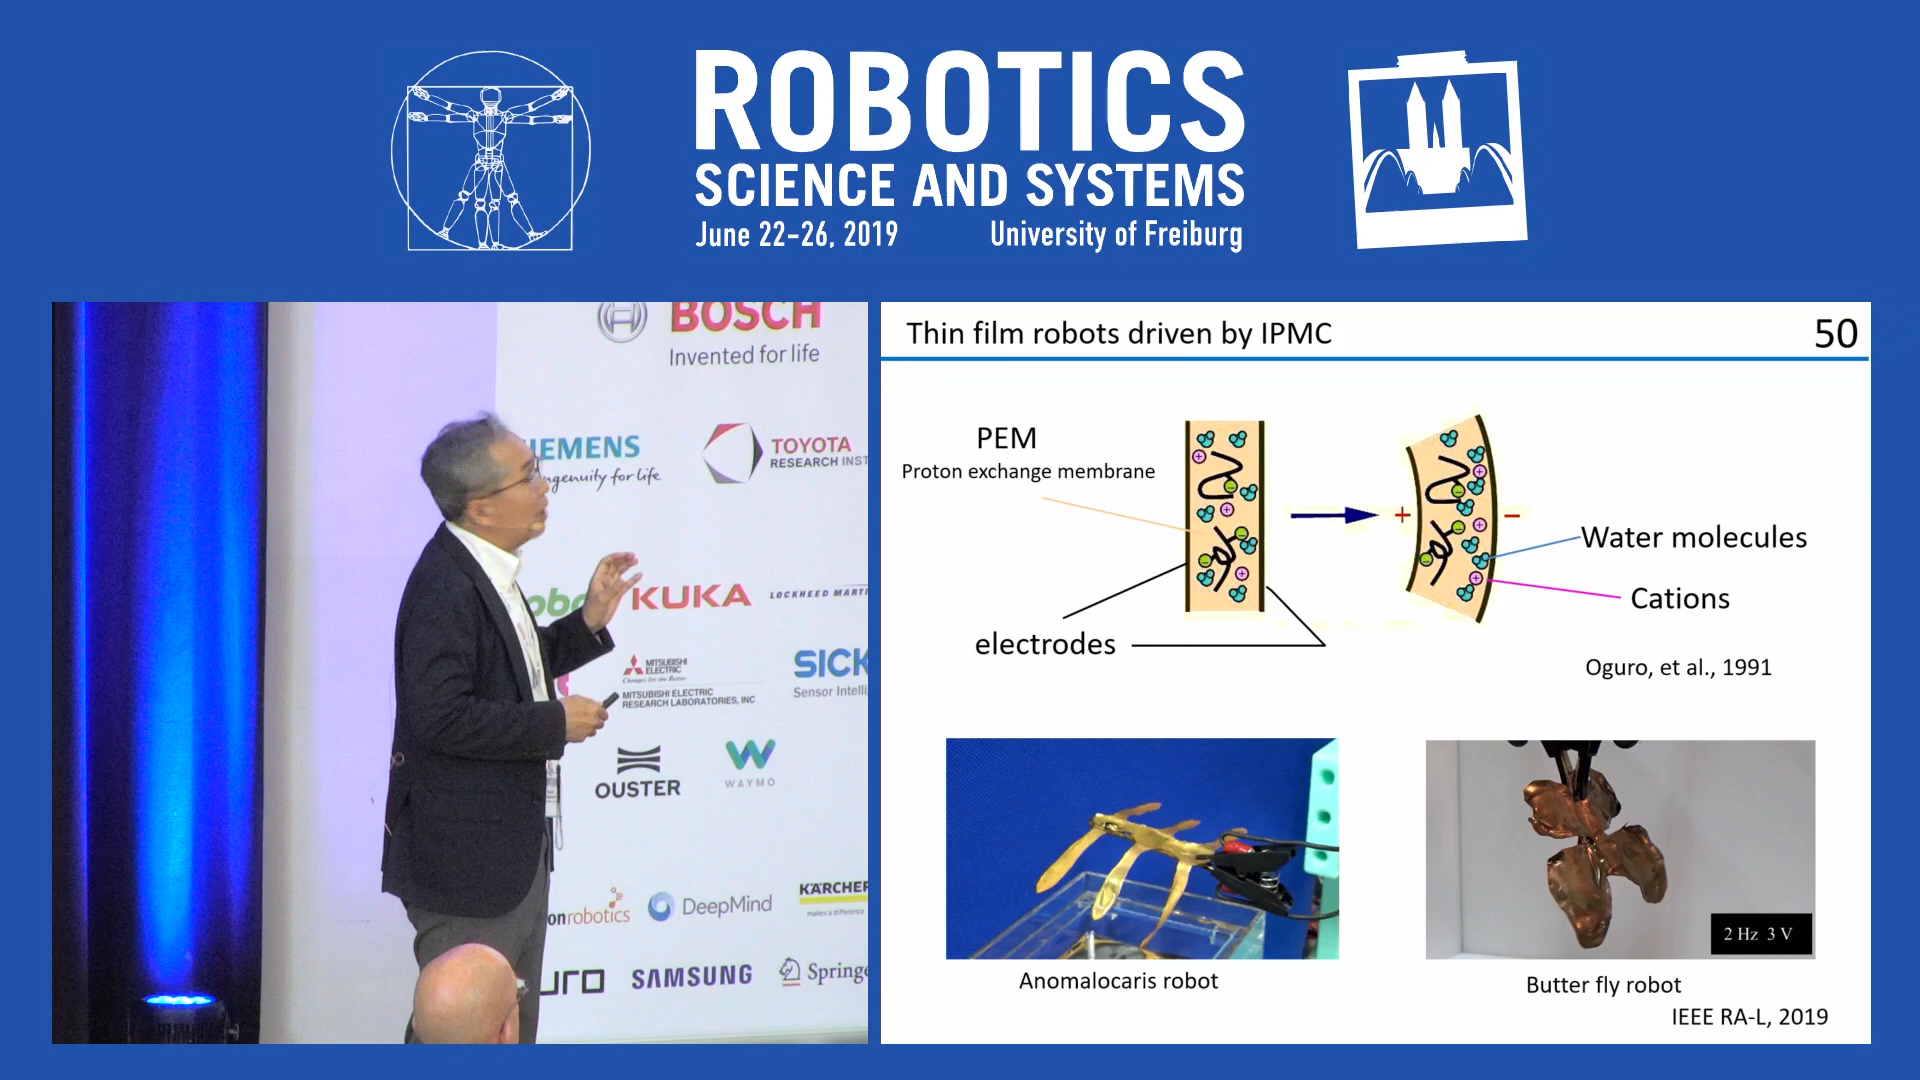 ROBOTICS
SCIENCE AND SYSTEMS
June 22-26, 2019 University of Freiburg
BOSCH
Invented for life
IEMENS
ngenuity for life
TOYOTA
RESEARCH INST
obo
KUKA
LOCKHEED MARTI
MITSUBISHI
ELECTRIC
Changes for the Better
MITSUBISHI ELECTRIC
RESEARCH LABORATORIES, INC
SICK
Sensor Intelli
OUSTER
WAYMO
onrobotics
DeepMind
KÄRCHER
makes a difference
uro
SAMSUNG
Springe
Thin film robots driven by IPMC
50
PEM
Proton exchange membrane
electrodes
+
−
Water molecules
Cations
Oguro, et al., 1991
2 Hz 3 V
Anomalocaris robot
Butter fly robot
IEEE RA-L, 2019